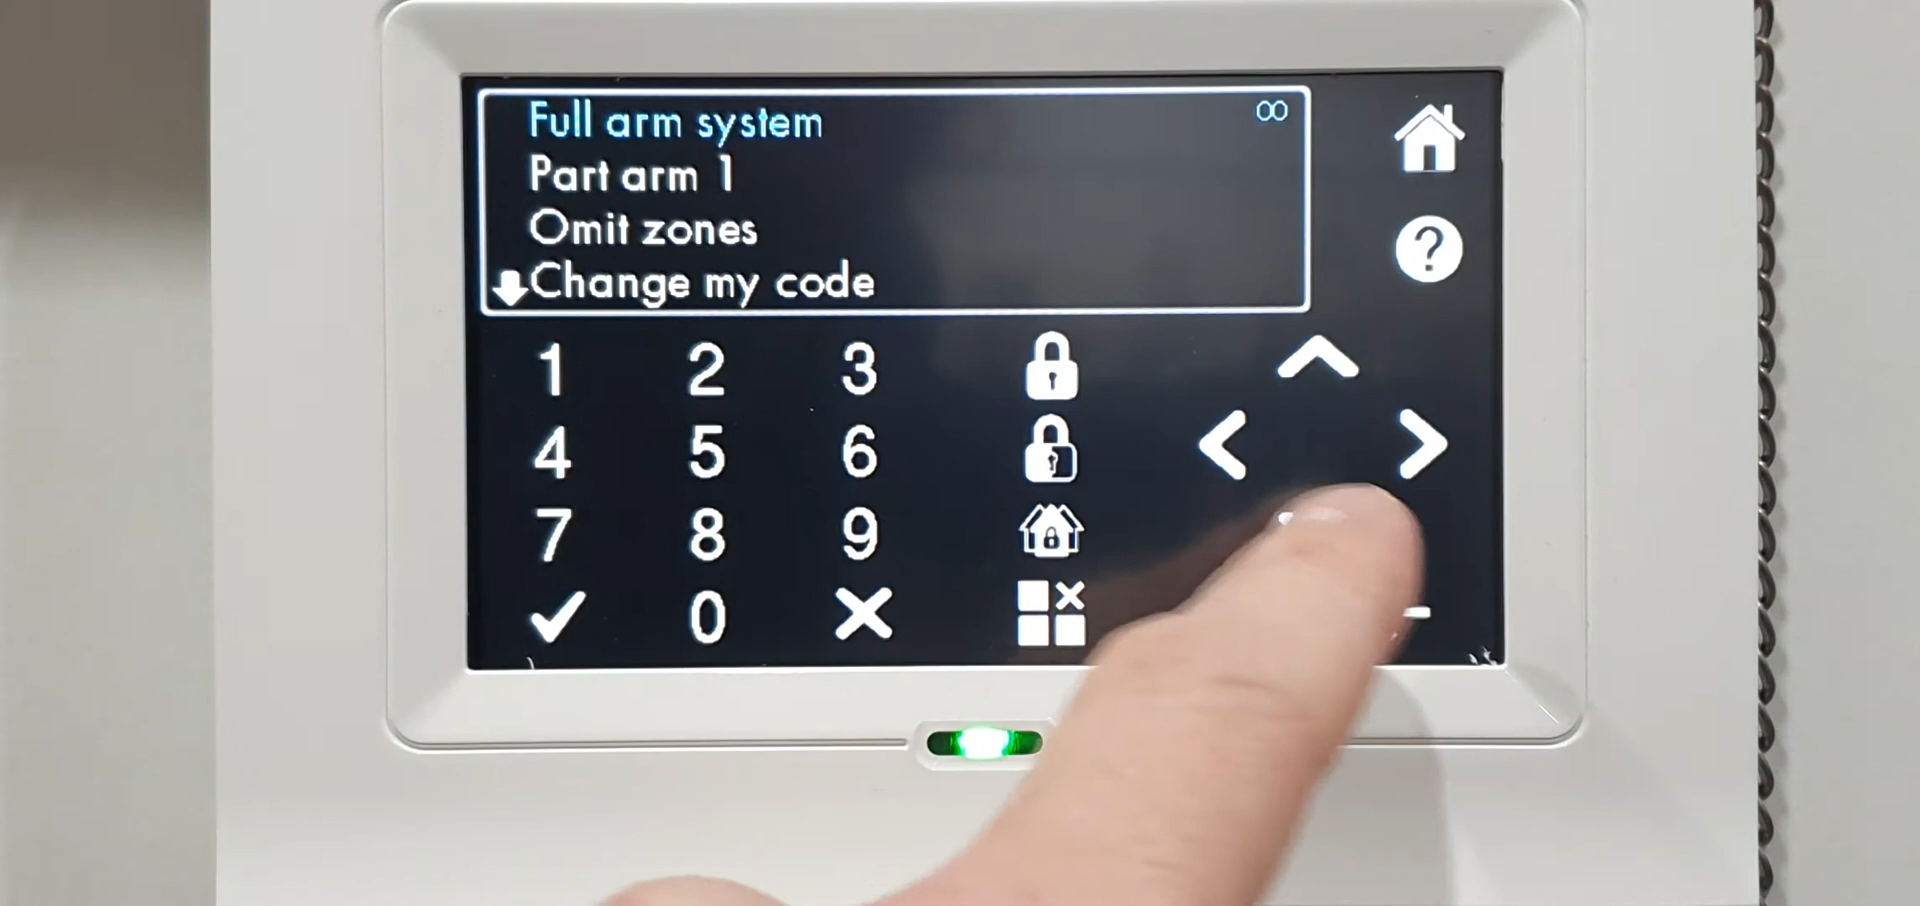 Full arm system
Part arm 1
Omit zones
Change my code
1 2 3
4 5 6
7 8 9
0